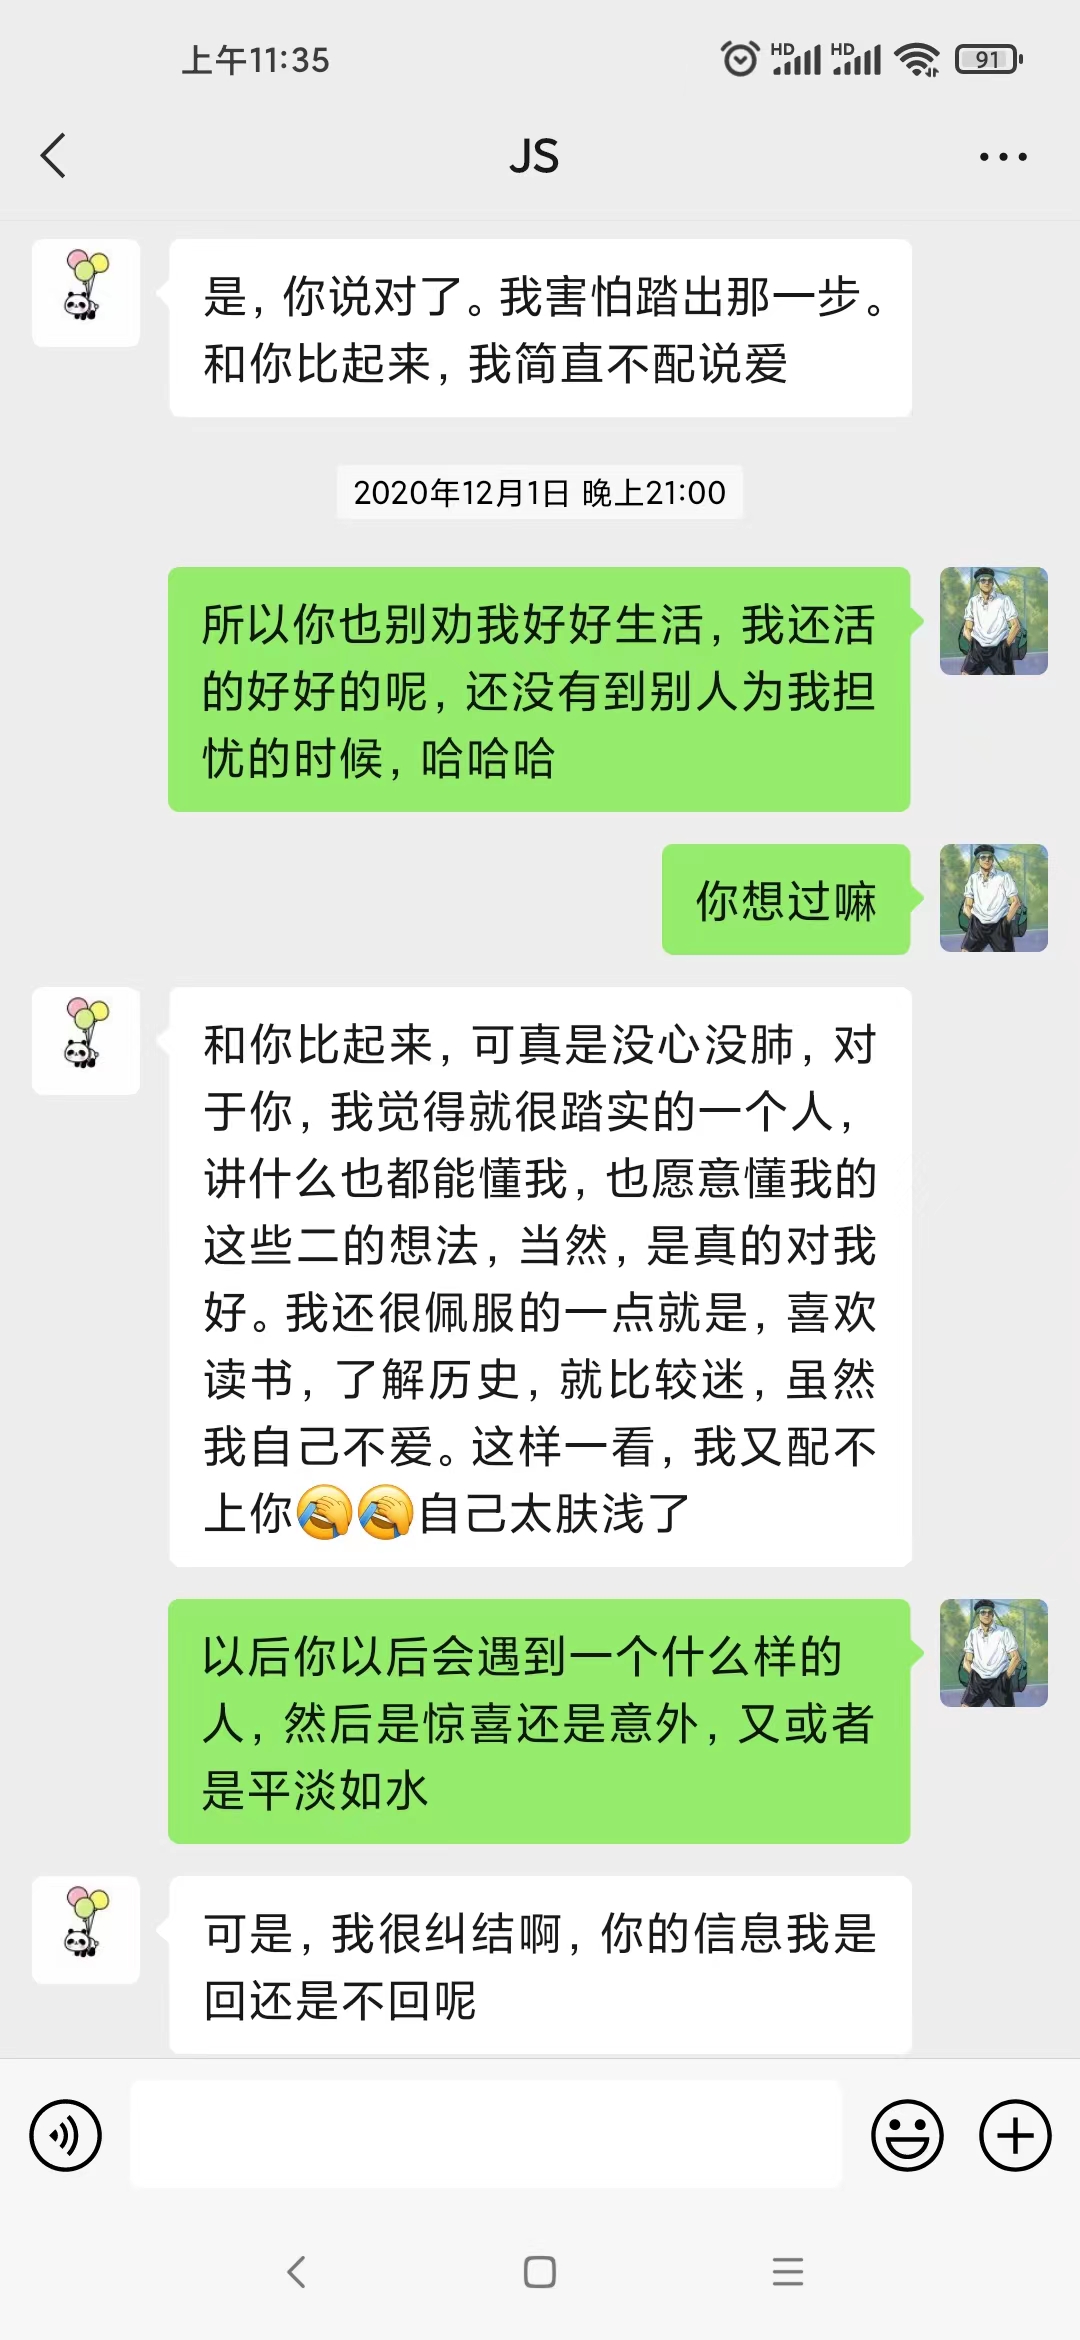 上午11:35
HD HD 91
JS
是，你说对了。我害怕踏出那一步。
和你比起来，我简直不配说爱
2020年12月1日 晚上21:00
所以你也别劝我好好生活，我还活
的好好的呢，还没有到别人为我担
忧的时候，哈哈哈
你想过嘛
和你比起来，可真是没心没肺，对
于你，我觉得就很踏实的一个人，
讲什么也都能懂我，也愿意懂我的
这些二的想法，当然，是真的对我
好。我还很佩服的一点就是，喜欢
读书，了解历史，就比较迷，虽然
我自己不爱。这样一看，我又配不
上你🤦🤦自己太肤浅了
以后你以后会遇到一个什么样的
人，然后是惊喜还是意外，又或者
是平淡如水
可是，我很纠结啊，你的信息我是
回还是不回呢